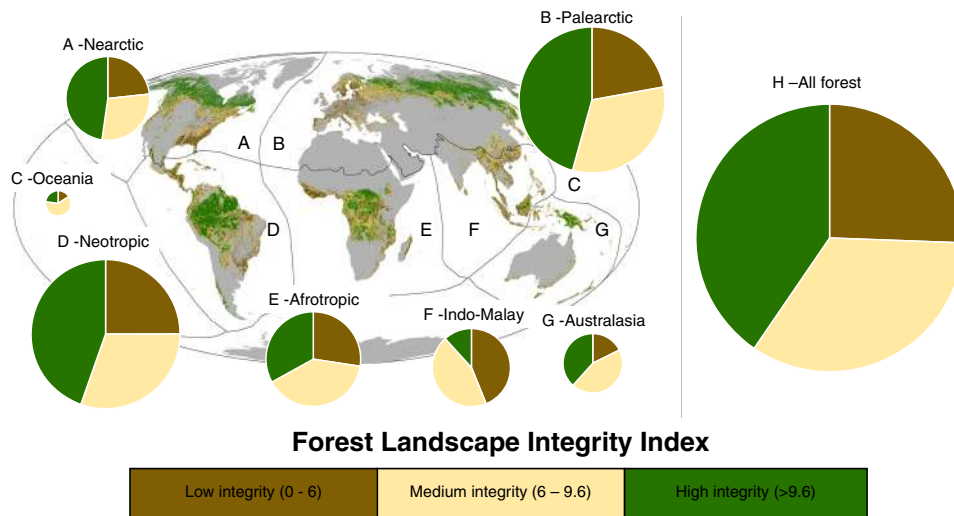 B -Palearctic
A -Nearctic
H –All forest
A
B
C -Oceania
C
D -Neotropic
D
E
F
G
E -Afrotropic
F -Indo-Malay
G -Australasia
Forest Landscape Integrity Index
Low integrity (0 - 6)
Medium integrity (6 – 9.6)
High integrity (>9.6)